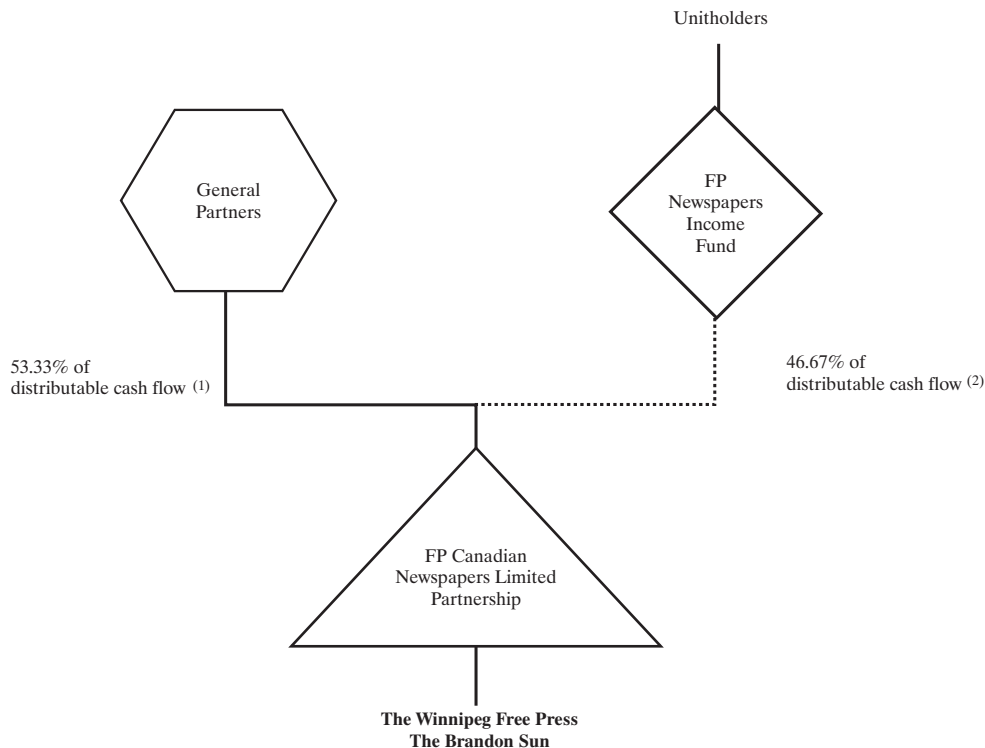 Unitholders
General
Partners
FP
Newspapers
Income
Fund
53.33% of
distributable cash flow (1)
46.67% of
distributable cash flow (2)
FP Canadian
Newspapers Limited
Partnership
The Winnipeg Free Press
The Brandon Sun